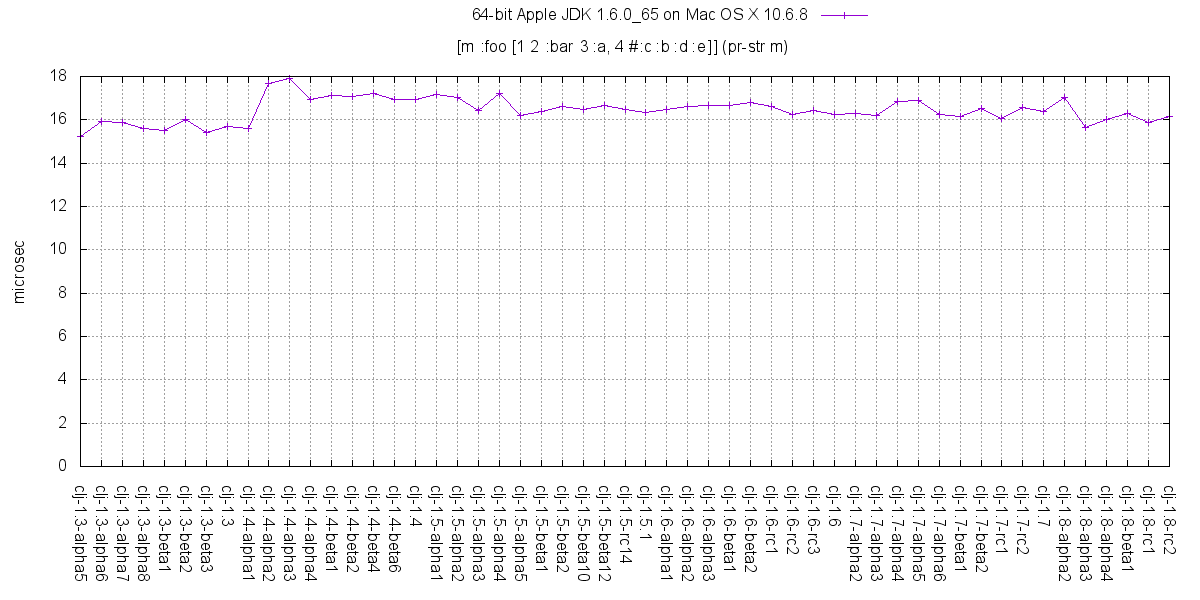 64-bit Apple JDK 1.6.0_65 on Mac OS X 10.6.8
[m :foo [1 2 :bar 3 :a, 4 #:c :b :d :e]] (pr-str m)
18
16
14
12
10
8
6
4
2
0
microsec
clj-1.3-alpha5
clj-1.3-alpha6
clj-1.3-alpha7
clj-1.3-alpha8
clj-1.3-beta1
clj-1.3-beta2
clj-1.3-beta3
clj-1.3
clj-1.4-alpha1
clj-1.4-alpha2
clj-1.4-alpha3
clj-1.4-alpha4
clj-1.4-beta1
clj-1.4-beta2
clj-1.4-beta4
clj-1.4-beta6
clj-1.4
clj-1.5-alpha1
clj-1.5-alpha2
clj-1.5-alpha3
clj-1.5-alpha4
clj-1.5-alpha5
clj-1.5-beta1
clj-1.5-beta2
clj-1.5-beta10
clj-1.5-beta12
clj-1.5-rc14
clj-1.5.1
clj-1.6-alpha1
clj-1.6-alpha2
clj-1.6-alpha3
clj-1.6-beta1
clj-1.6-beta2
clj-1.6-rc1
clj-1.6-rc2
clj-1.6-rc3
clj-1.6
clj-1.7-alpha2
clj-1.7-alpha3
clj-1.7-alpha4
clj-1.7-alpha5
clj-1.7-alpha6
clj-1.7-beta1
clj-1.7-beta2
clj-1.7-rc1
clj-1.7-rc2
clj-1.7
clj-1.8-alpha2
clj-1.8-alpha3
clj-1.8-alpha4
clj-1.8-beta1
clj-1.8-rc1
clj-1.8-rc2